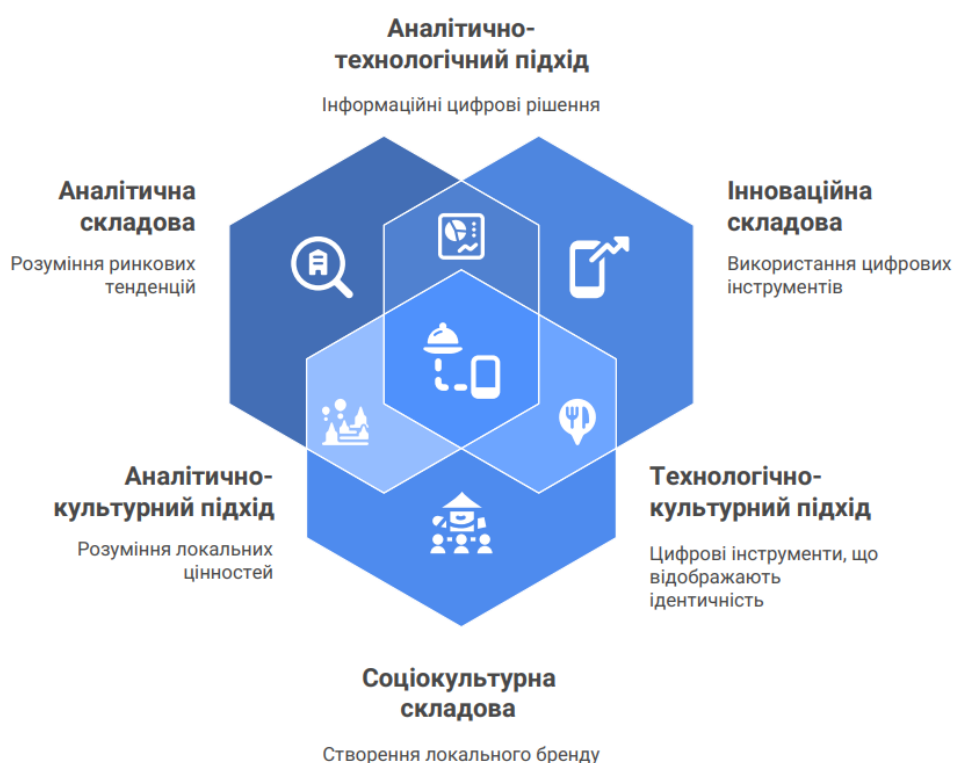 Аналітично-
технологічний підхід
Інформаційні цифрові рішення
Аналітична
складова
Розуміння ринкових
тенденцій
Інноваційна
складова
Використання цифрових
інструментів
Аналітично-
культурний підхід
Розуміння локальних
цінностей
Технологічно-
культурний підхід
Цифрові інструменти, що
відображають
ідентичність
Соціокультурна
складова
Створення локального бренду